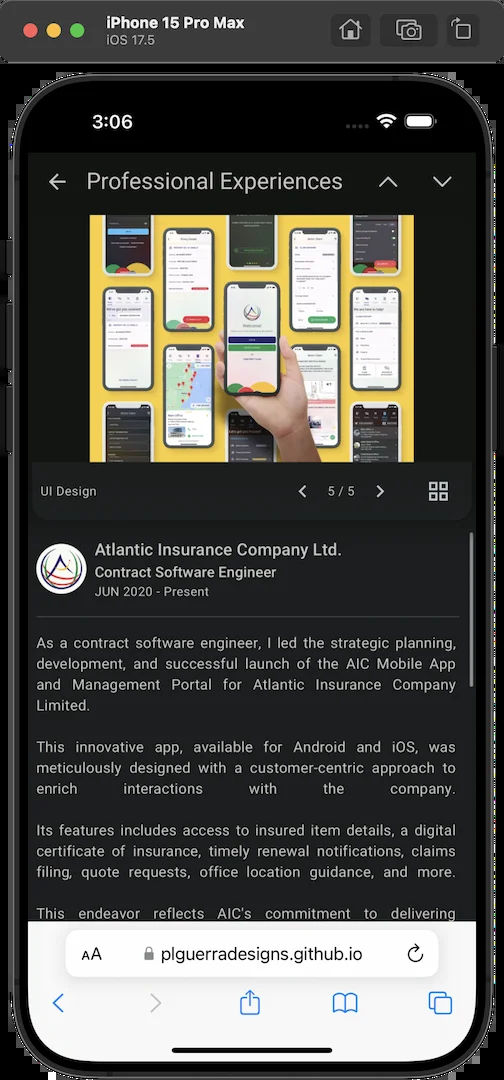 iPhone 15 Pro Max
iOS 17.5
3:06
Professional Experiences
Welcome!
UI Design
5 / 5
Atlantic Insurance Company Ltd.
Contract Software Engineer
JUN 2020 - Present
As a contract software engineer, I led the strategic planning,
development, and successful launch of the AIC Mobile App
and Management Portal for Atlantic Insurance Company
Limited.
This innovative app, available for Android and iOS, was
meticulously designed with a customer-centric approach to
enrich interactions with the company.
Its features includes access to insured item details, a digital
certificate of insurance, timely renewal notifications, claims
filing, quote requests, office location guidance, and more.
This endeavor reflects AIC's commitment to delivering
AA
plguerradesigns.github.io